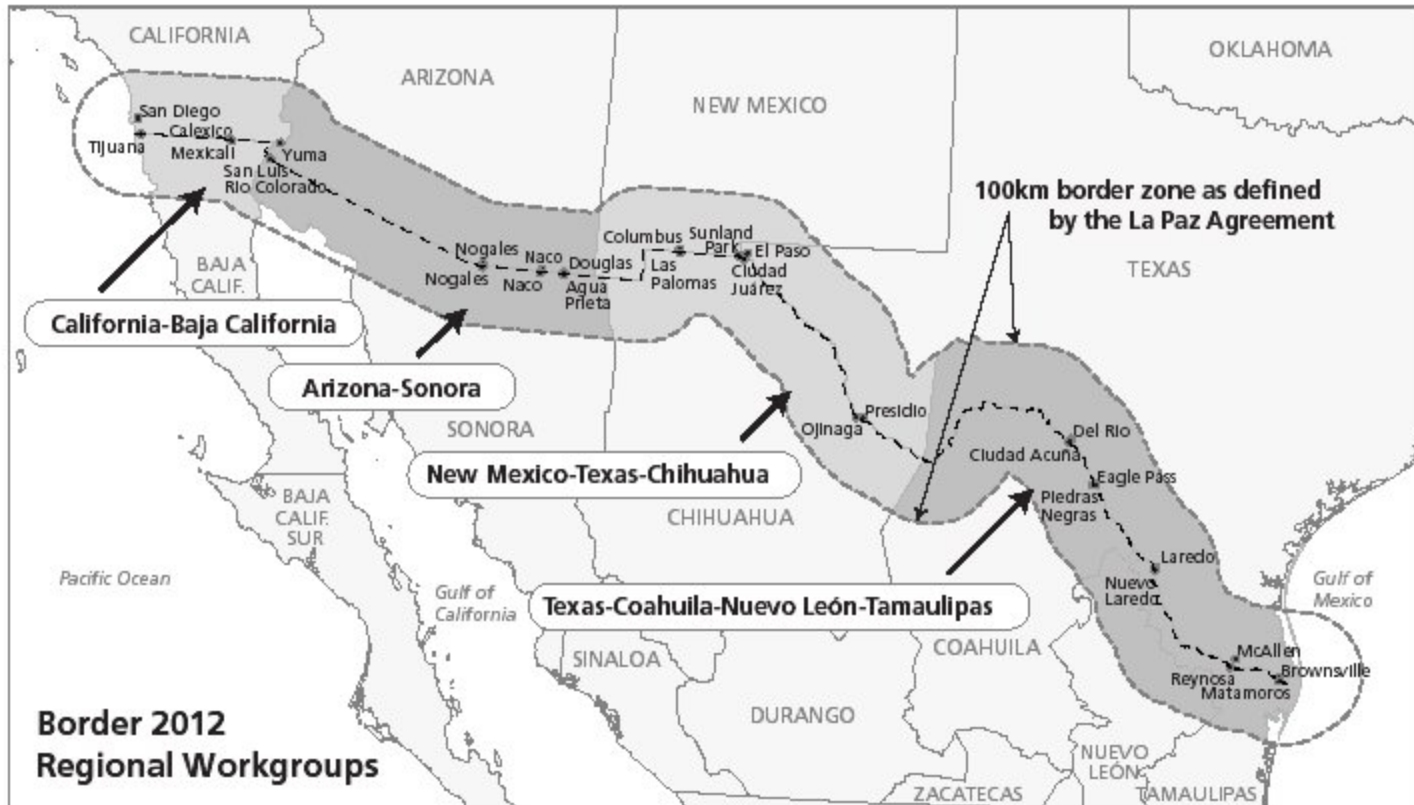 CALIFORNIA
ARIZONA
NEW MEXICO
OKLAHOMA
San Diego
Calexico
Tijuana
Mexicali
Yuma
San Luis
Rio Colorado
100km border zone as defined
by the La Paz Agreement
Columbus
Sunland
Park
El Paso
Nogales
Naco
Douglas
Las
Palomas
Ciudad
Juárez
Nogales
Naco
Agua
Prieta
TEXAS
BAJA
CALIF.
California-Baja California
Arizona-Sonora
SONORA
Presidio
Ojinaga
Del Rio
Ciudad Acuña
New Mexico-Texas-Chihuahua
Eagle Pass
Piedras
Negras
BAJA
CALIF.
SUR
CHIHUAHUA
Laredo
Nuevo
Laredo
Pacific Ocean
Gulf of
California
Gulf of
Mexico
Texas-Coahuila-Nuevo León-Tamaulipas
SINALOA
COAHUILA
McAllen
Brownsville
Reynosa
Matamoros
DURANGO
Border 2012
Regional Workgroups
NUEVO
LEÓN
ZACATECAS
TAMAULIPAS